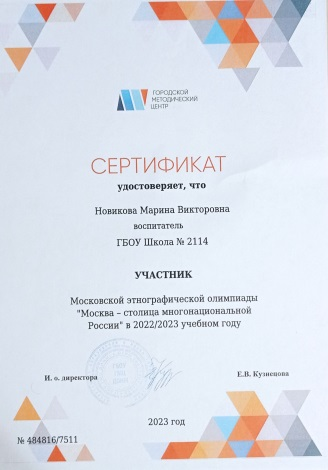 ГОРОДСКОЙ
МЕТОДИЧЕСКИЙ
ЦЕНТР
СЕРТИФИКАТ
удостоверяет, что
Новикова Марина Викторовна
воспитатель
ГБОУ Школа № 2114
УЧАСТНИК
Московской этнографической олимпиады
"Москва – столица многонациональной
России" в 2022/2023 учебном году
И. о. директора
Е.В. Кузнецова
2023 год
№ 484816/7511